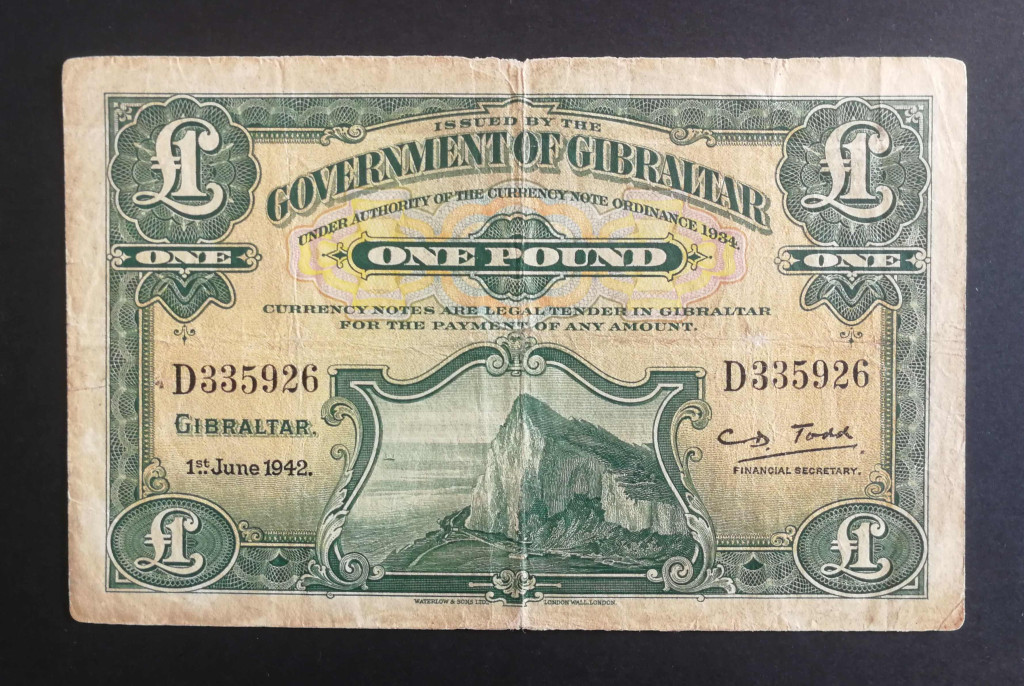 £1
£1
ISSUED BY THE
GOVERNMENT OF GIBRALTAR
UNDER AUTHORITY OF THE CURRENCY NOTE ORDINANCE 1934.
ONE
ONE POUND
ONE
CURRENCY NOTES ARE LEGAL TENDER IN GIBRALTAR
FOR THE PAYMENT OF ANY AMOUNT.
D335926
D335926
GIBRALTAR.
1st June 1942.
C. D. Todd
FINANCIAL SECRETARY.
£1
£1
WATERLOW & SONS LTD. LONDON WALL, LONDON.